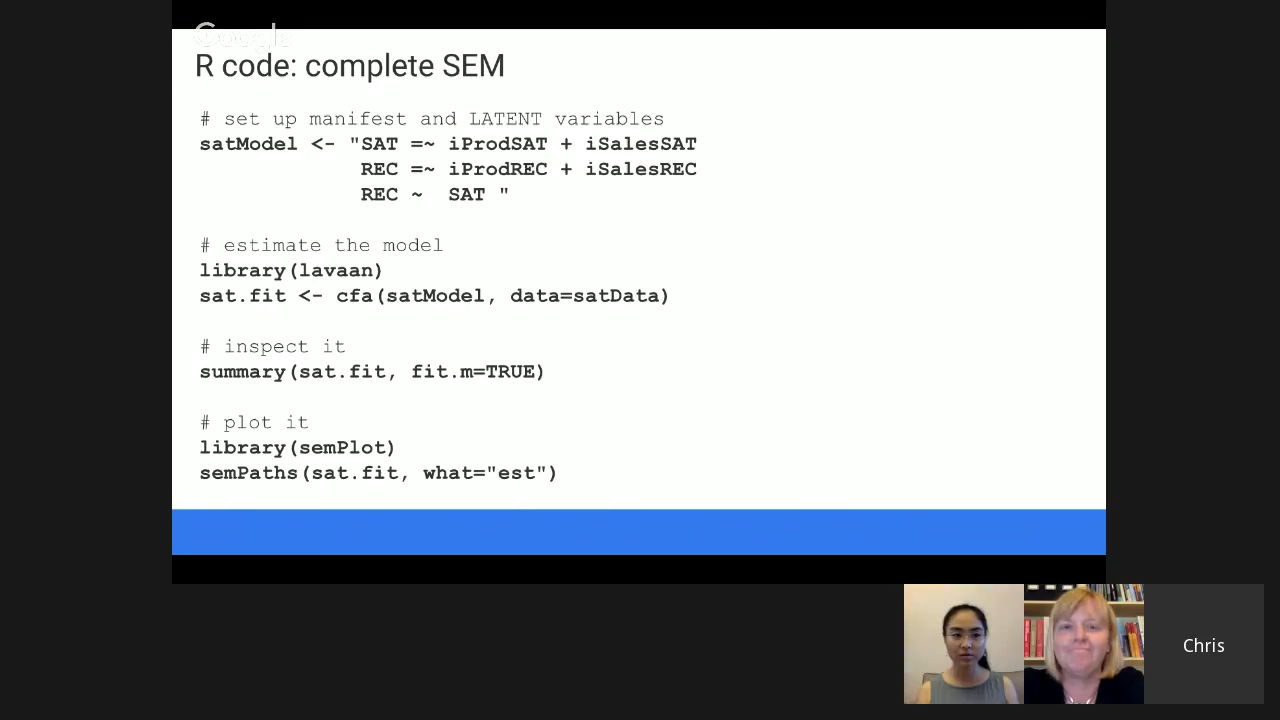 Google
R code: complete SEM
# set up manifest and LATENT variables
satModel <- "SAT =~ iProdSAT + iSalesSAT
REC =~ iProdREC + iSalesREC
REC ~ SAT "
# estimate the model
library(lavaan)
sat.fit <- cfa(satModel, data=satData)
# inspect it
summary(sat.fit, fit.m=TRUE)
# plot it
library(semPlot)
semPaths(sat.fit, what="est")
Chris